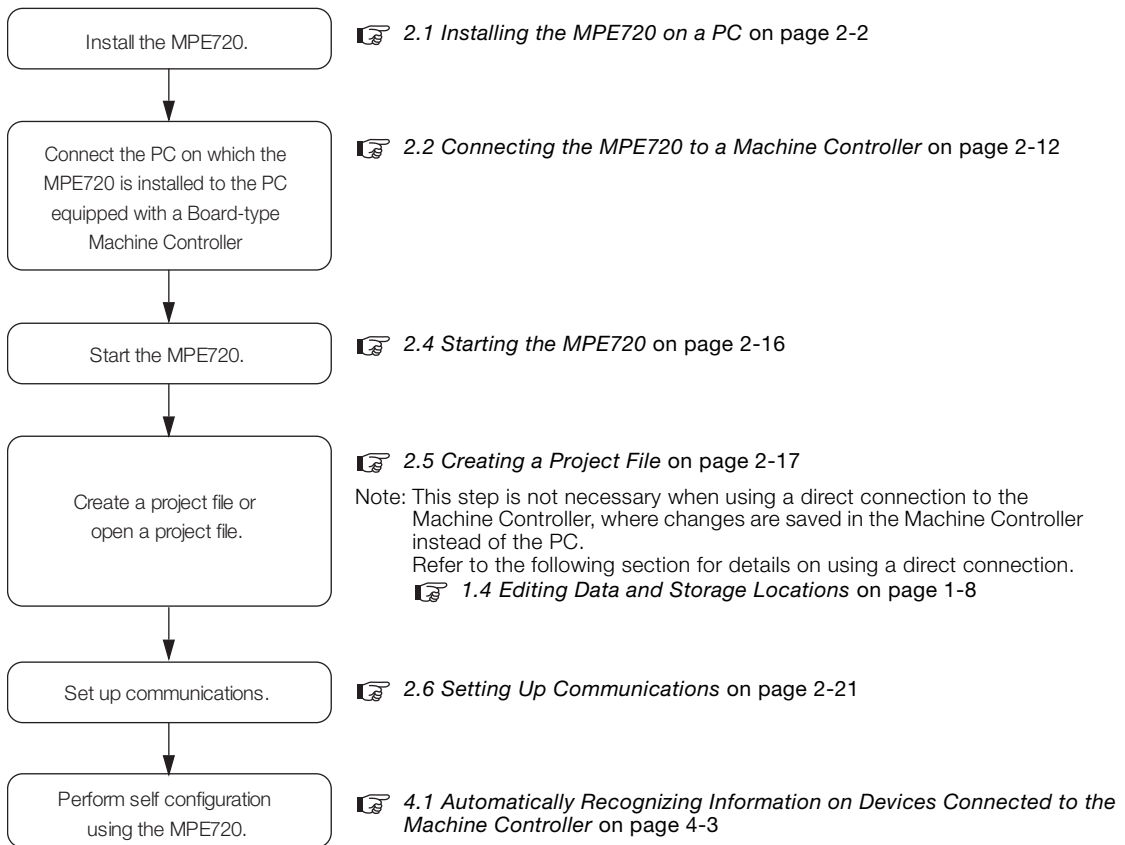 Install the MPE720.
2.1 Installing the MPE720 on a PC on page 2-2
Connect the PC on which the
MPE720 is installed to the PC
equipped with a Board-type
Machine Controller
2.2 Connecting the MPE720 to a Machine Controller on page 2-12
Start the MPE720.
2.4 Starting the MPE720 on page 2-16
Create a project file or
open a project file.
2.5 Creating a Project File on page 2-17
Note: This step is not necessary when using a direct connection to the
Machine Controller, where changes are saved in the Machine Controller
instead of the PC.
Refer to the following section for details on using a direct connection.
1.4 Editing Data and Storage Locations on page 1-8
Set up communications.
2.6 Setting Up Communications on page 2-21
Perform self configuration
using the MPE720.
4.1 Automatically Recognizing Information on Devices Connected to the
Machine Controller on page 4-3